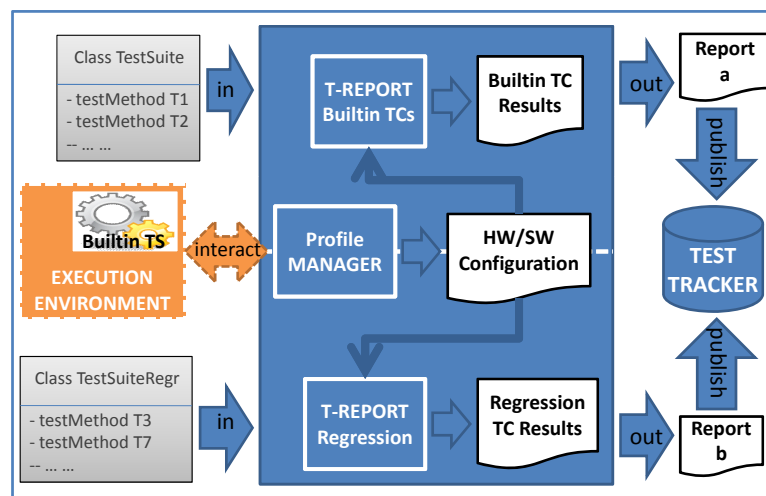 Class TestSuite
- testMethod T1
- testMethod T2
-- ... ...
in
T-REPORT
Builtin TCs
Builtin TC
Results
out
Report
a
publish
Builtin TS
EXECUTION
ENVIRONMENT
interact
Profile
MANAGER
HW/SW
Configuration
TEST
TRACKER
Class TestSuiteRegr
- testMethod T3
- testMethod T7
-- ... ...
in
T-REPORT
Regression
Regression
TC Results
out
publish
Report
b